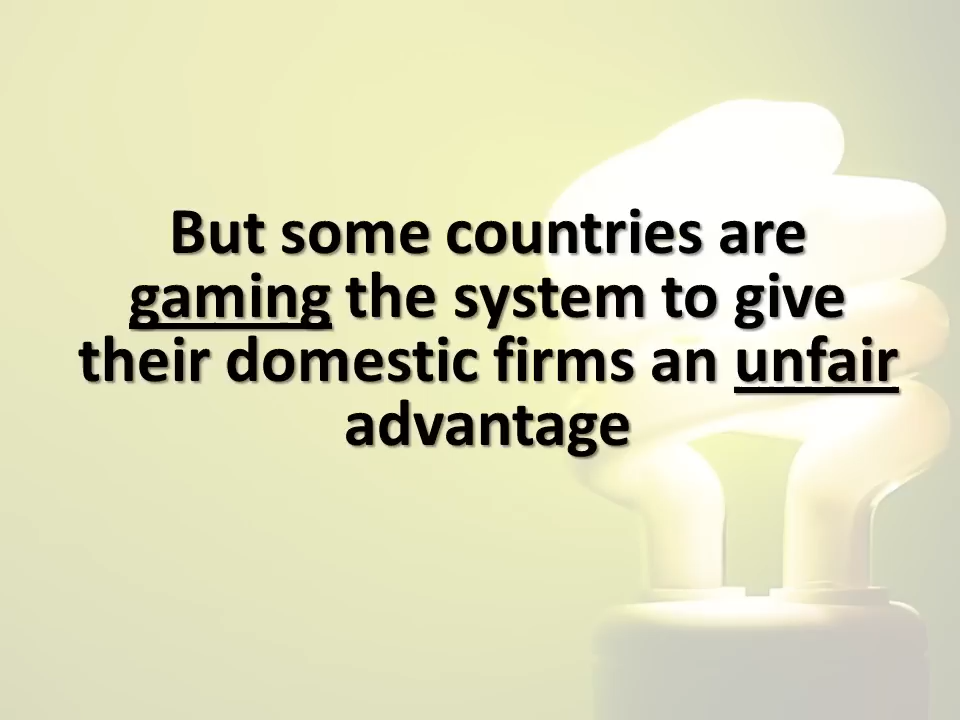 But some countries are
gaming the system to give
their domestic firms an unfair
advantage